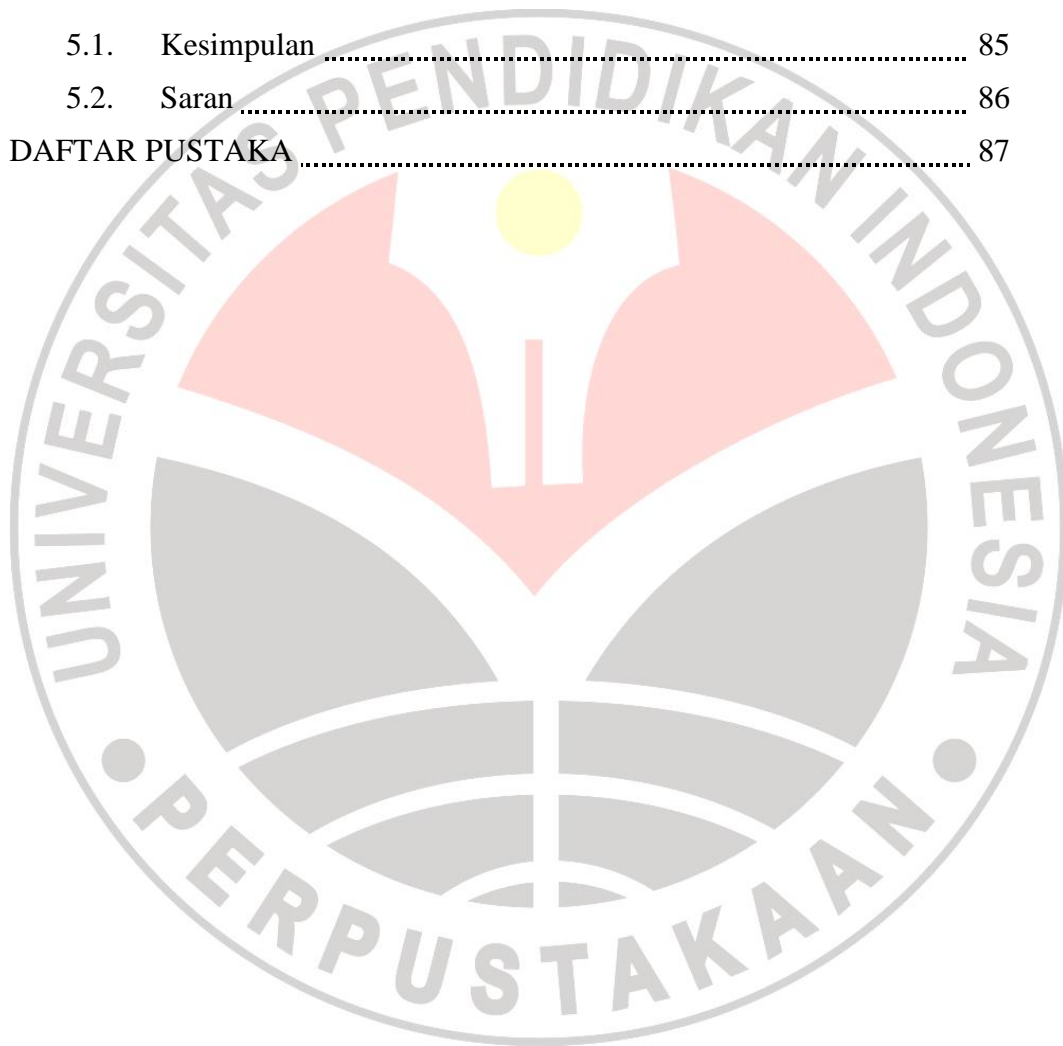 5.1. Kesimpulan ........................................ 85
5.2. Saran ........................................ 86
DAFTAR PUSTAKA ........................................ 87
UNIVERSITAS PENDIDIKAN INDONESIA
PERPUSTAKAAN